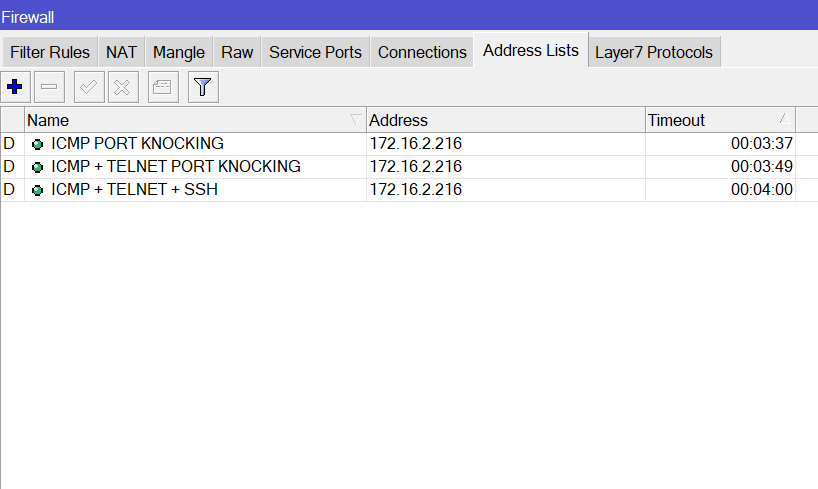 Firewall
Filter Rules NAT Mangle Raw Service Ports Connections Address Lists Layer7 Protocols
Name Address Timeout
D ICMP PORT KNOCKING 172.16.2.216 00:03:37
D ICMP + TELNET PORT KNOCKING 172.16.2.216 00:03:49
D ICMP + TELNET + SSH 172.16.2.216 00:04:00